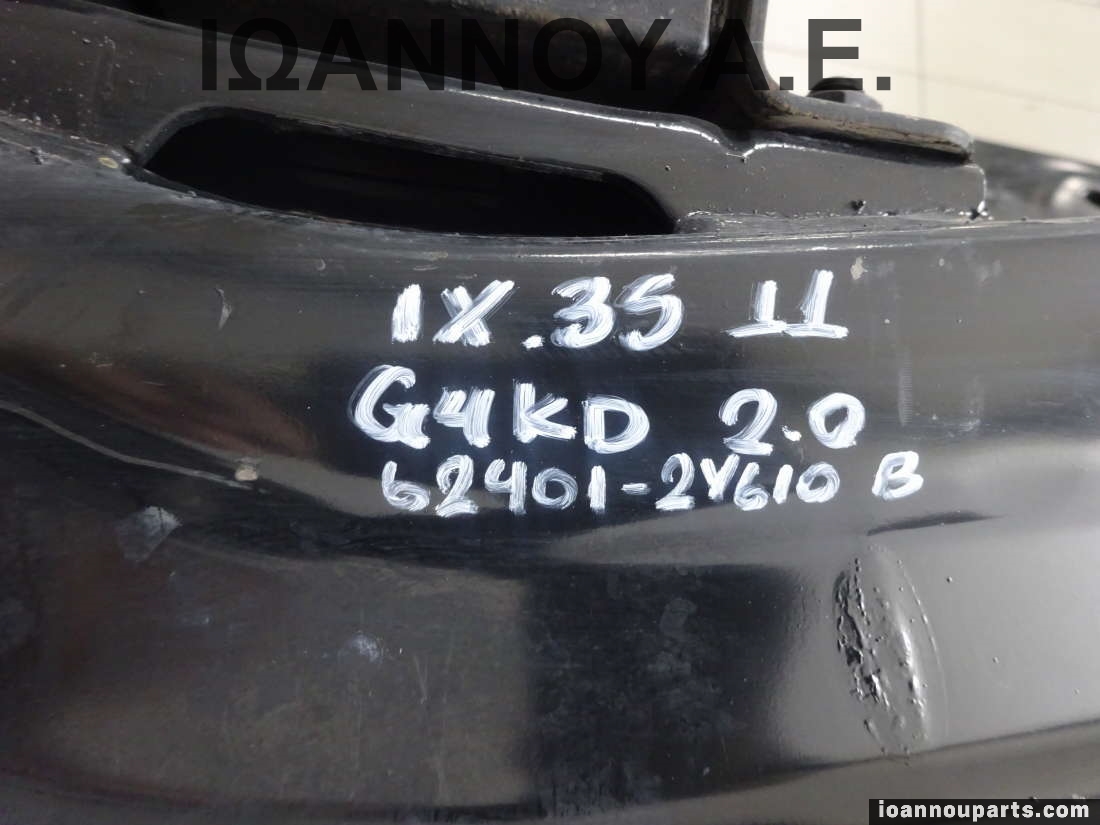 ΙΩΑΝΝΟΥ Α.Ε.
IX.35 11
G4KD 2.0
62401-2Y610 B
ioannouparts.com